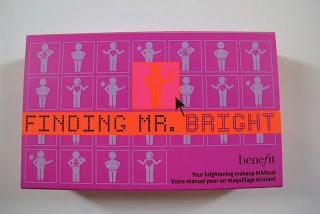 FINDING MR. BRIGHT
benefit
Your brightening makeup MANual
Votre manuel pour un maquillage éclatant